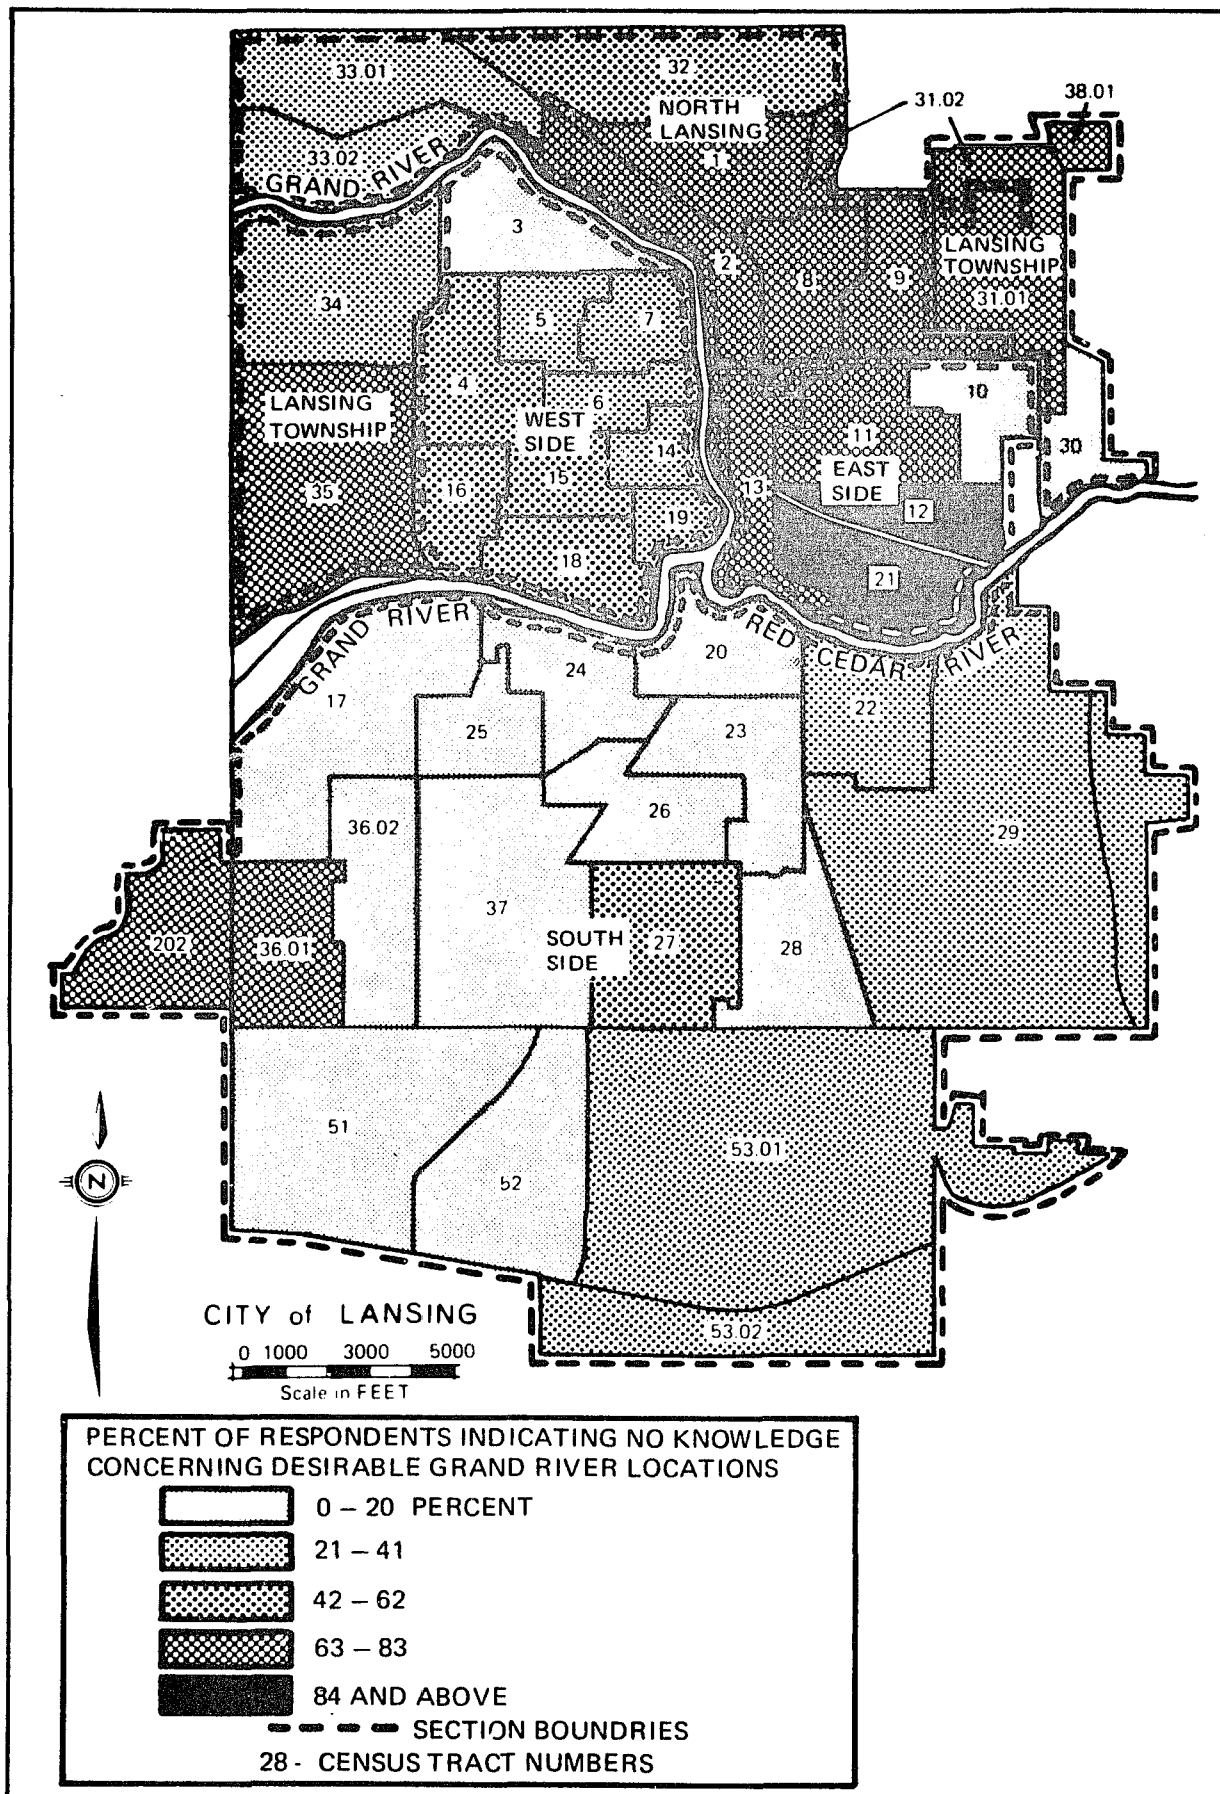 33.01
32
NORTH
LANSING
1
31.02
38.01
33.02
GRAND RIVER
3
2
8
9
LANSING
TOWNSHIP
31.01
34
5
7
4
6
10
LANSING
TOWNSHIP
WEST
SIDE
11
30
14
EAST
SIDE
35
16
15
13
12
19
18
21
GRAND RIVER
RED CEDAR RIVER
17
24
20
25
23
22
26
29
36.02
202
36.01
37
SOUTH
SIDE
27
28
51
52
53.01
53.02
N
CITY of LANSING
0 1000 3000 5000
Scale in FEET
PERCENT OF RESPONDENTS INDICATING NO KNOWLEDGE
CONCERNING DESIRABLE GRAND RIVER LOCATIONS
0 – 20 PERCENT
21 – 41
42 – 62
63 – 83
84 AND ABOVE
SECTION BOUNDRIES
28 - CENSUS TRACT NUMBERS